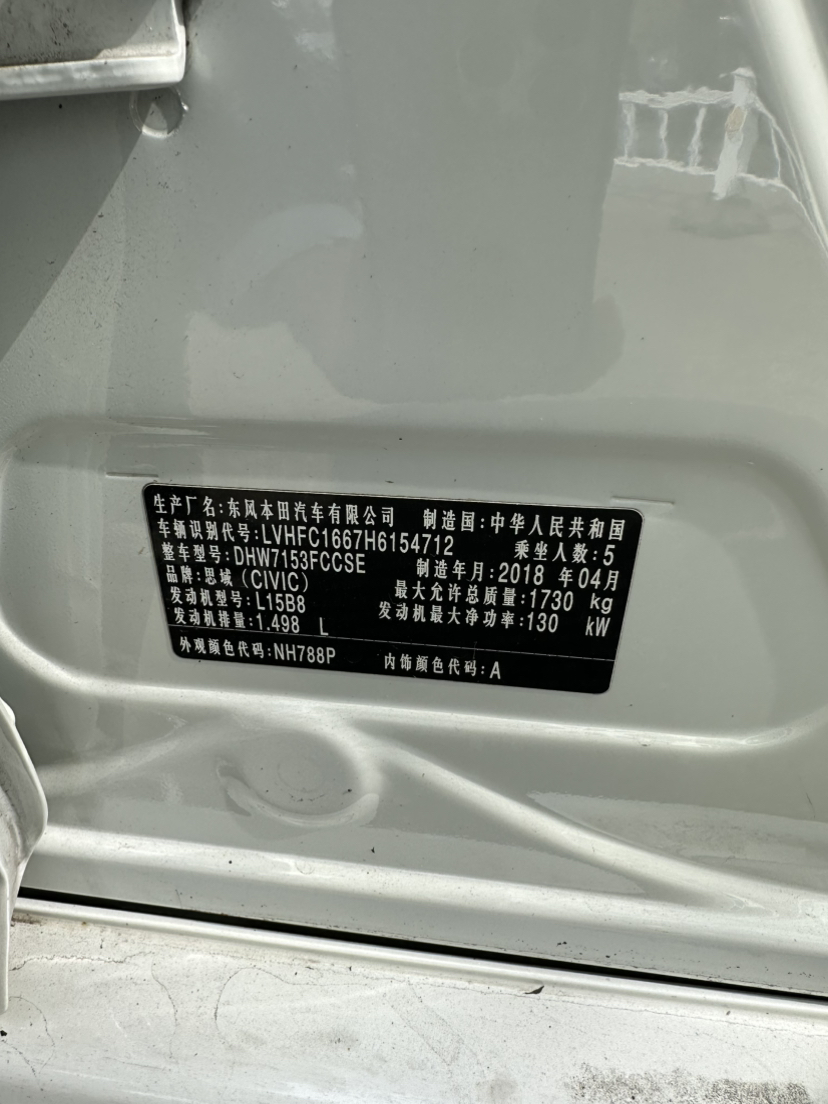 生产厂名:东风本田汽车有限公司 制造国:中华人民共和国
车辆识别代号:LVHFC1667H6154712 乘坐人数:5
整车型号:DHW7153FCCSE 制造年月:2018 年04月
品牌:思域(CIVIC) 最大允许总质量:1730 kg
发动机型号:L15B8 发动机最大净功率:130 kW
发动机排量:1.498 L
外观颜色代码:NH788P 内饰颜色代码:A